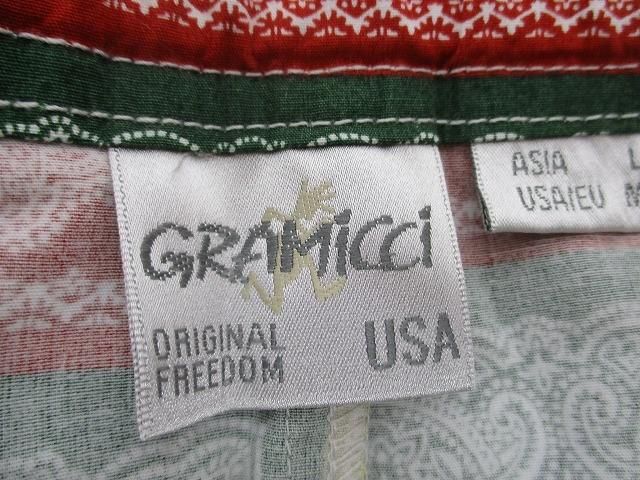 GRAMiCCi
ORIGINAL
FREEDOM
USA
ASIA L
USA/EU M